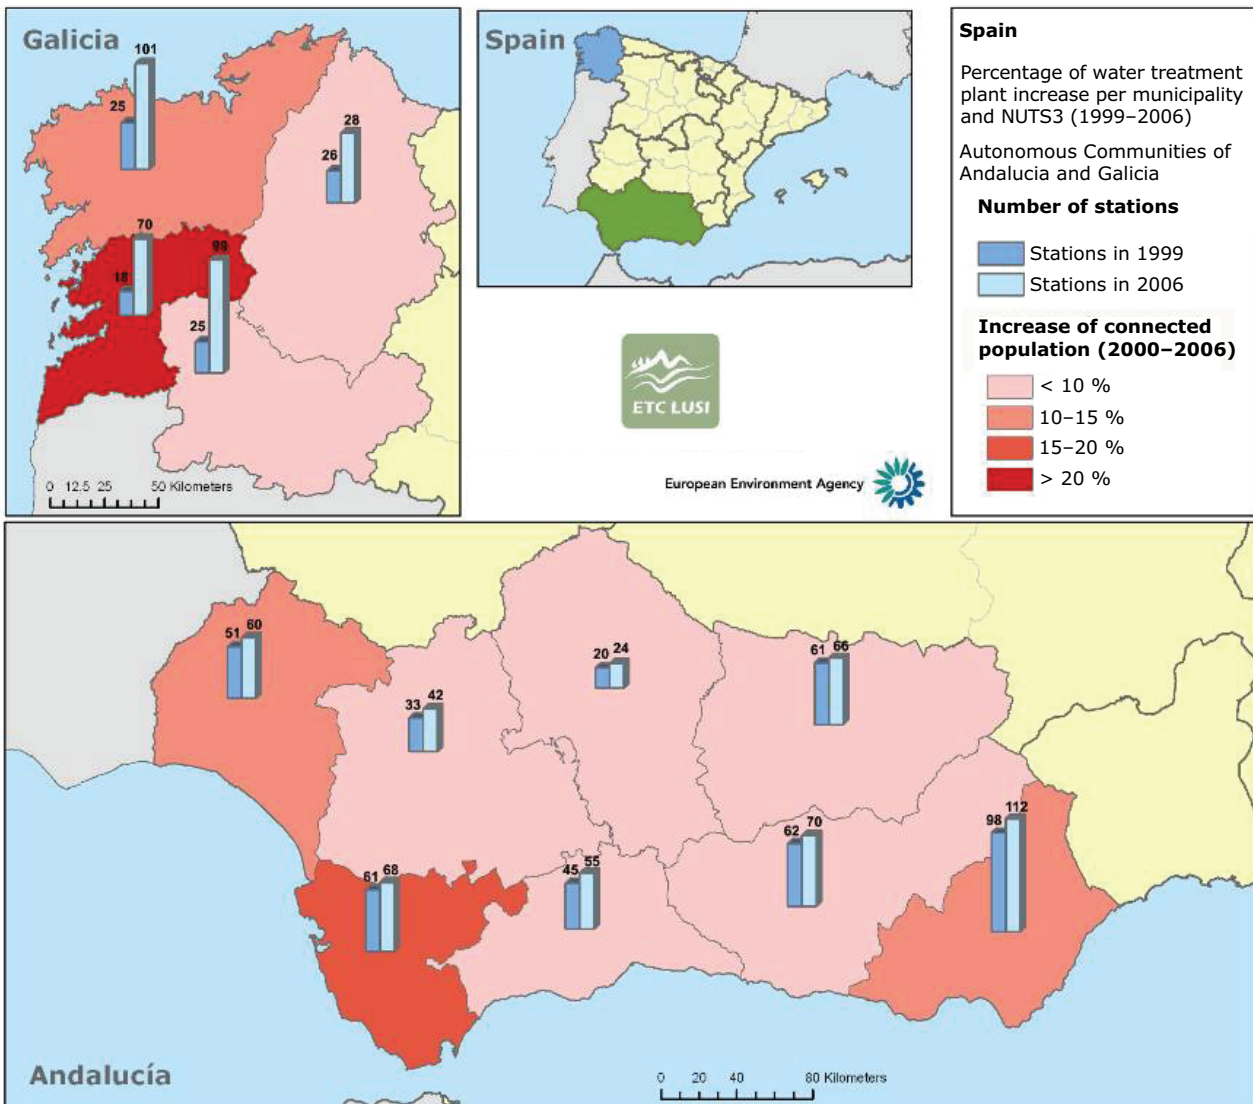 Galicia
101
25
28
26
70
99
18
25
0 12.5 25 50 Kilometers
Spain
ETC LUSI
European Environment Agency
Spain
Percentage of water treatment
plant increase per municipality
and NUTS3 (1999–2006)
Autonomous Communities of
Andalucia and Galicia
Number of stations
Stations in 1999
Stations in 2006
Increase of connected
population (2000–2006)
< 10 %
10–15 %
15–20 %
> 20 %
51 60
33 42
20 24
61 66
61 68
45 55
62 70
98 112
Andalucía
0 20 40 80 Kilometers